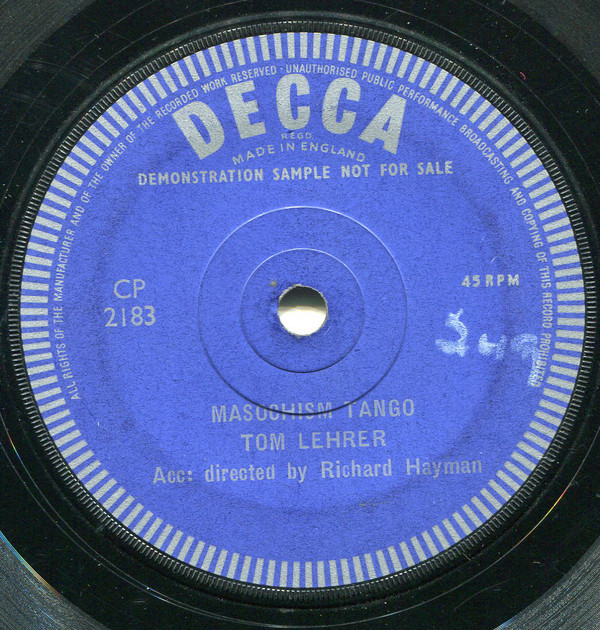 ALL RIGHTS OF THE MANUFACTURER AND OF THE OWNER OF THE RECORDED WORK RESERVED · UNAUTHORISED PUBLIC PERFORMANCE BROADCASTING AND COPYING OF THIS RECORD PROHIBITED
DECCA
REGD.
MADE IN ENGLAND
DEMONSTRATION SAMPLE NOT FOR SALE
CP
2183
45 RPM
MASOCHISM TANGO
TOM LEHRER
Acc: directed by Richard Hayman